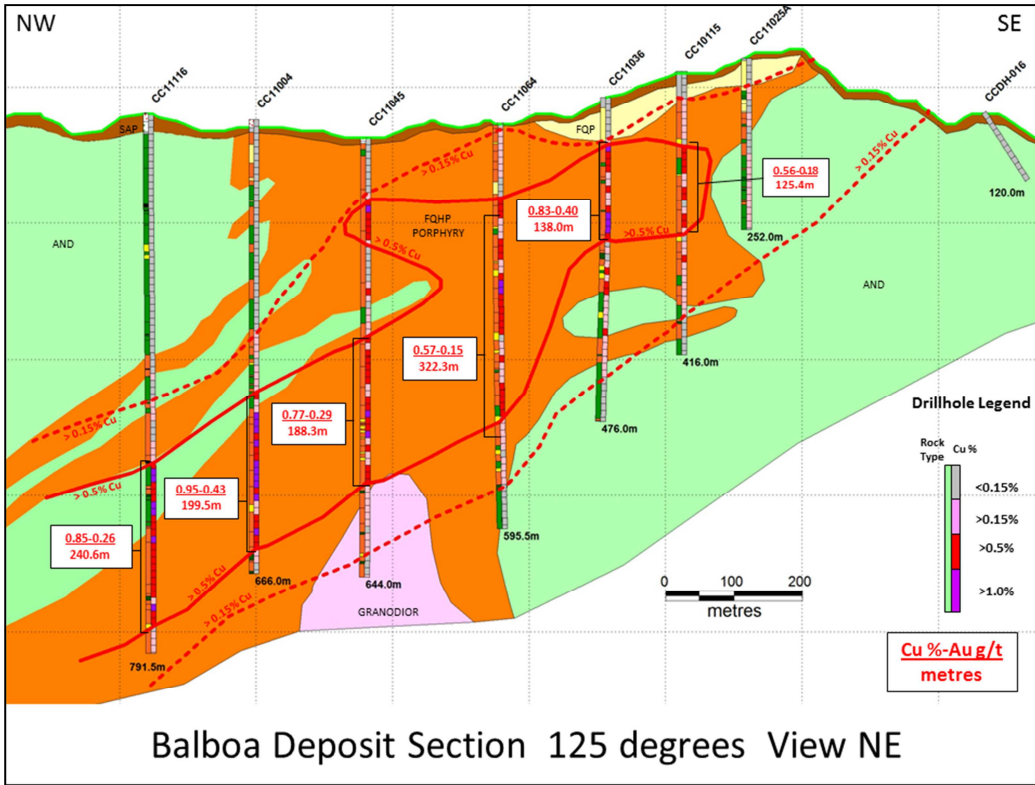 NW
SE
CC11116
CC11004
CC11045
CC11064
CC11036
CC10115
CC11025A
CCDH-016
SAP
FQP
> 0.15% Cu
> 0.15% Cu
120.0m
0.56-0.18
125.4m
0.83-0.40
138.0m
FQHP
PORPHYRY
> 0.5% Cu
>0.5% Cu
252.0m
AND
AND
0.57-0.15
322.3m
416.0m
0.77-0.29
188.3m
476.0m
> 0.15% Cu
> 0.5% Cu
0.95-0.43
199.5m
0.85-0.26
240.6m
595.5m
666.0m
644.0m
> 0.5% Cu
> 0.15% Cu
GRANODIOR
791.5m
0 100 200
metres
Drillhole Legend
Rock
Type
Cu %
<0.15%
>0.15%
>0.5%
>1.0%
Cu %-Au g/t
metres
Balboa Deposit Section 125 degrees View NE